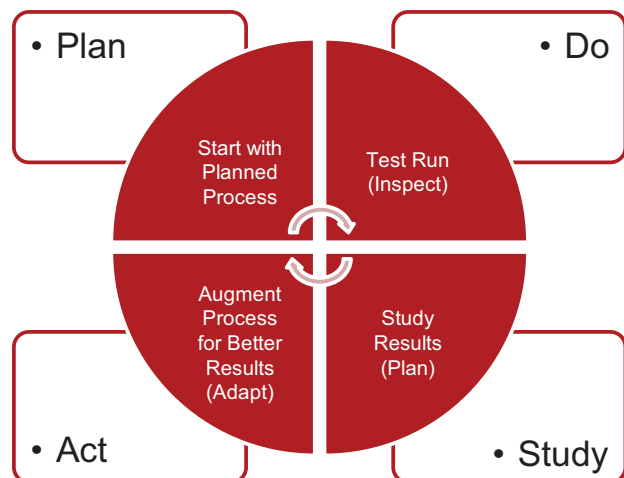 • Plan
• Do
Start with
Planned
Process
Test Run
(Inspect)
Augment
Process
for Better
Results
(Adapt)
Study
Results
(Plan)
• Act
• Study